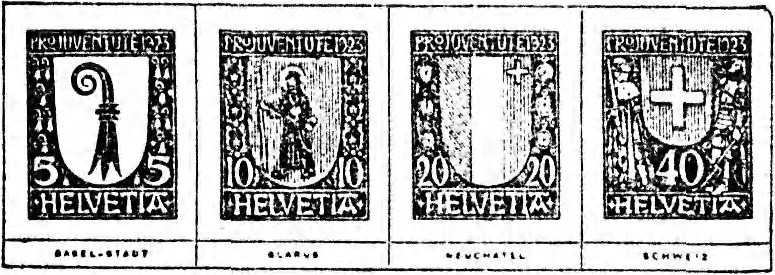 PRO JUVENTUTE 1923
5 5
HELVETIA
BASEL-STADT
PRO JUVENTUTE 1923
10 10
HELVETIA
GLARUS
PRO JUVENTUTE 1923
20 20
HELVETIA
NEUCHATEL
PRO JUVENTUTE 1923
40
HELVETIA
SCHWEIZ